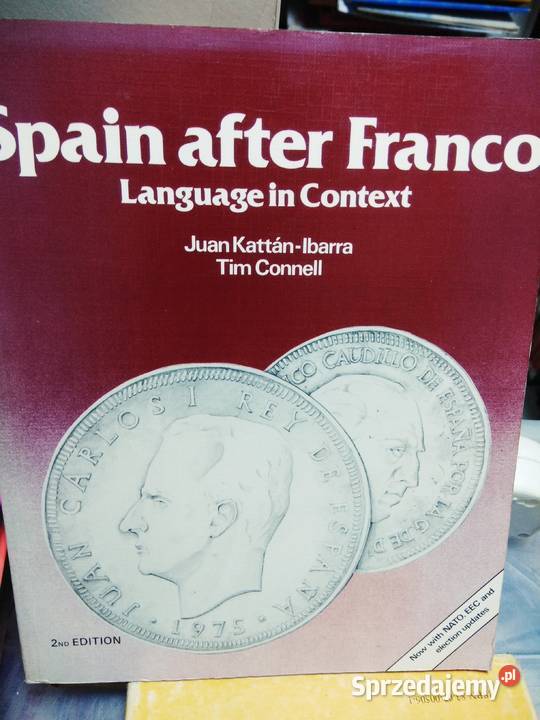 Spain after Franco
Language in Context
Juan Kattán-Ibarra
Tim Connell
JUAN CARLOS I REY DE ESPAÑA
·1975·
CO CAUDILLO DE ESPAÑA POR LA G. DE D
2ND EDITION
Now with NATO, EEC and
election updates
Sprzedajemy.pl